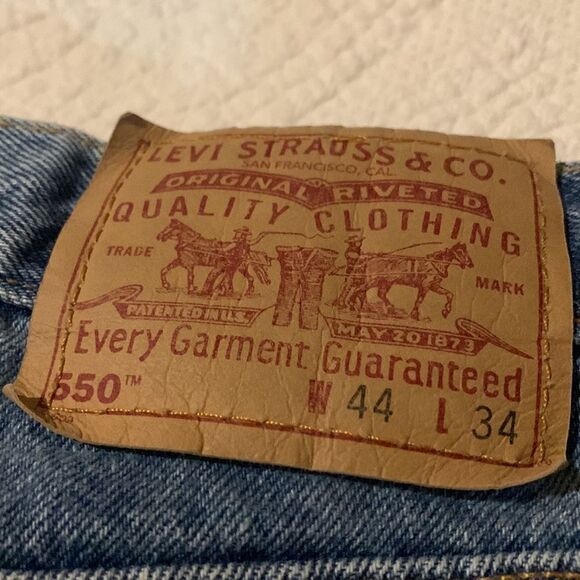 LEVI STRAUSS & CO.
SAN FRANCISCO, CAL.
ORIGINAL RIVETED
QUALITY CLOTHING
TRADE MARK
PATENTED IN U.S. MAY 20 1873
Every Garment Guaranteed
550™ W 44 L 34